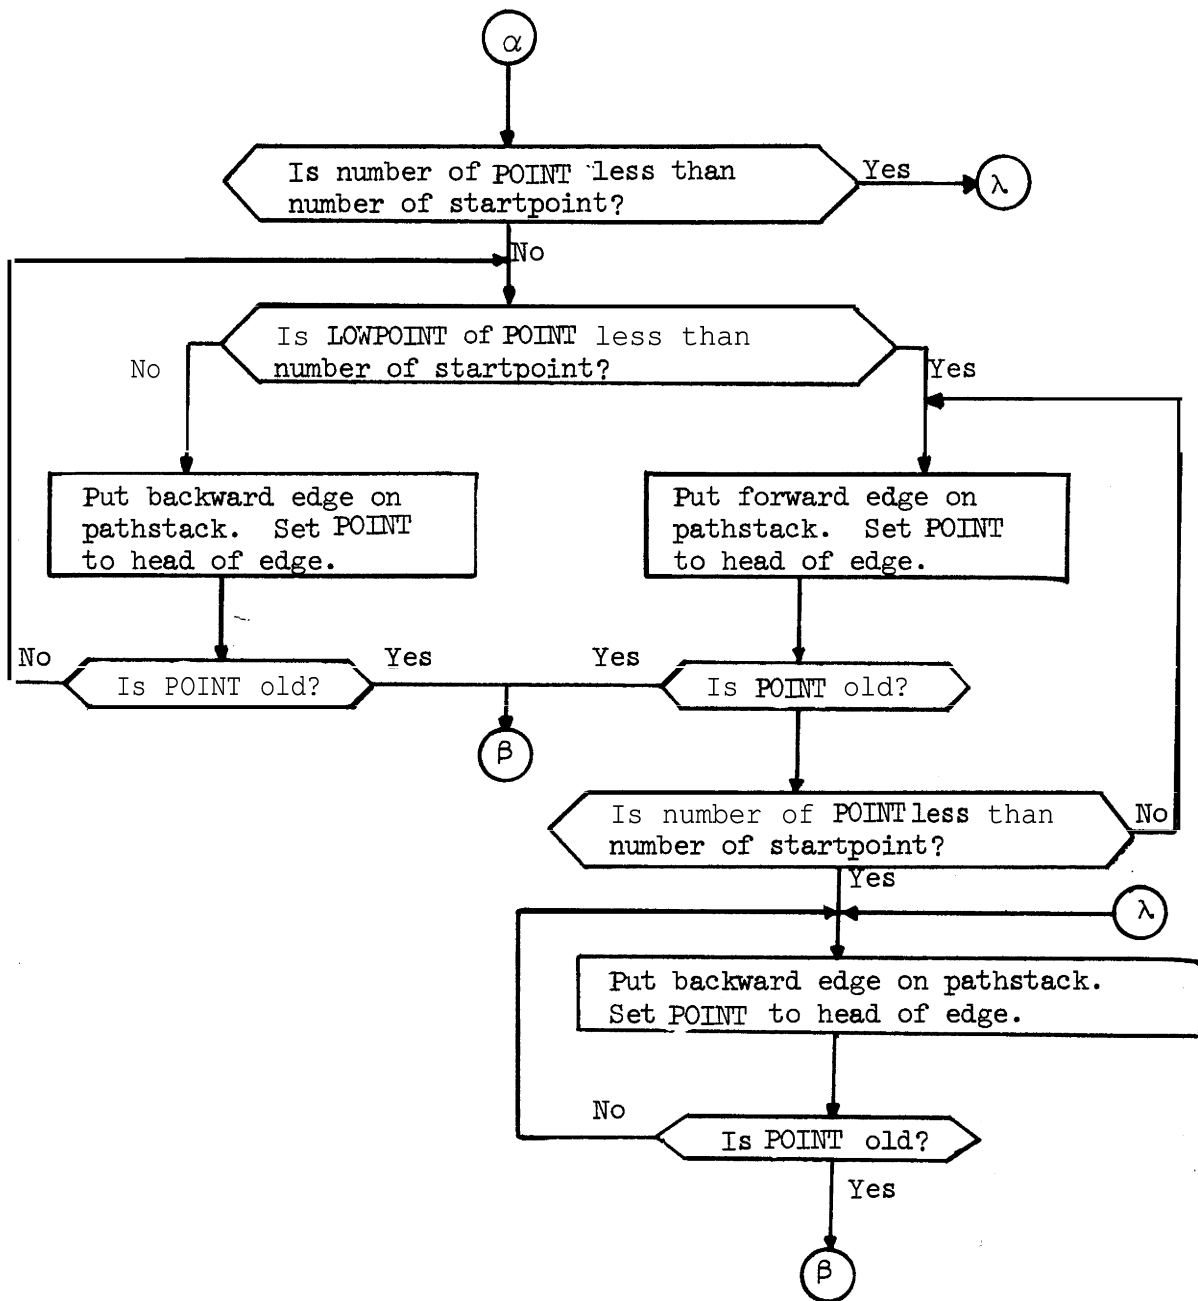 α
Is number of POINT less than
number of startpoint?
Yes
λ
No
Is LOWPOINT of POINT less than
number of startpoint?
No
Yes
Put backward edge on
pathstack. Set POINT
to head of edge.
Put forward edge on
pathstack. Set POINT
to head of edge.
No
Is POINT old?
Yes
Yes
Is POINT old?
β
Is number of POINT less than
number of startpoint?
No
Yes
λ
Put backward edge on pathstack.
Set POINT to head of edge.
No
Is POINT old?
Yes
β